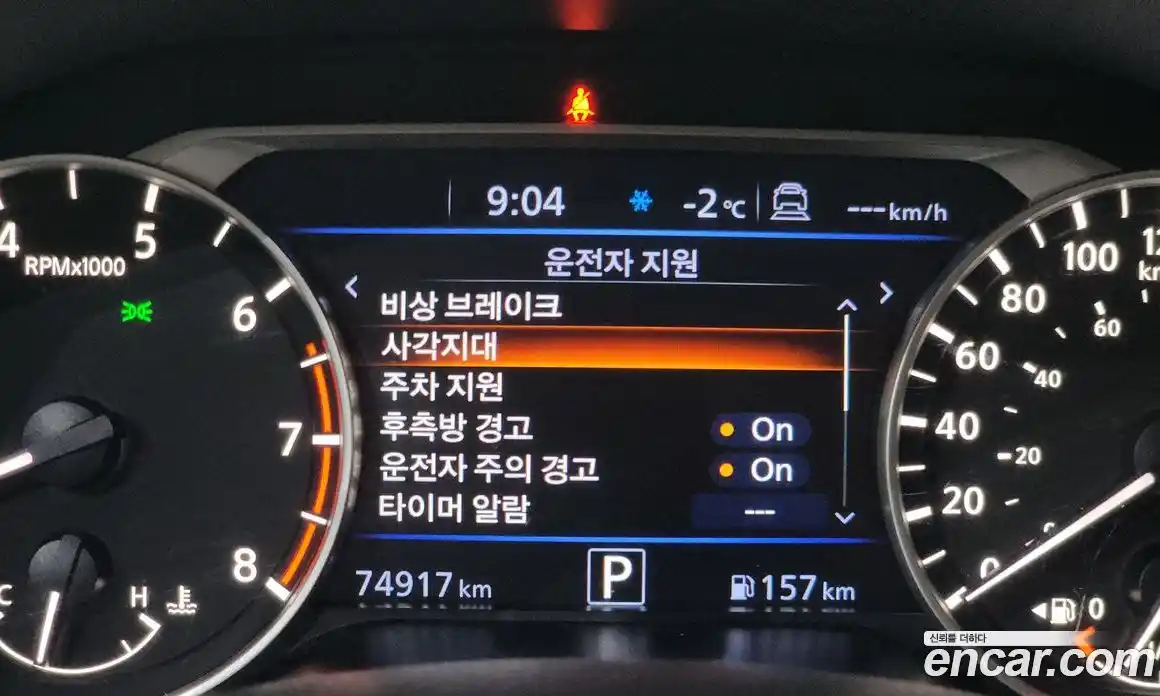 9:04 -2°C ---km/h
운전자 지원
비상 브레이크
사각지대
주차 지원
후측방 경고 On
운전자 주의 경고 On
타이머 알람 ---
74917 km P 157 km
4 5 6 7 8
RPMx1000
C H
0 20 40 60 80 100
20 40 60
0
신뢰를 더하다
encar.com